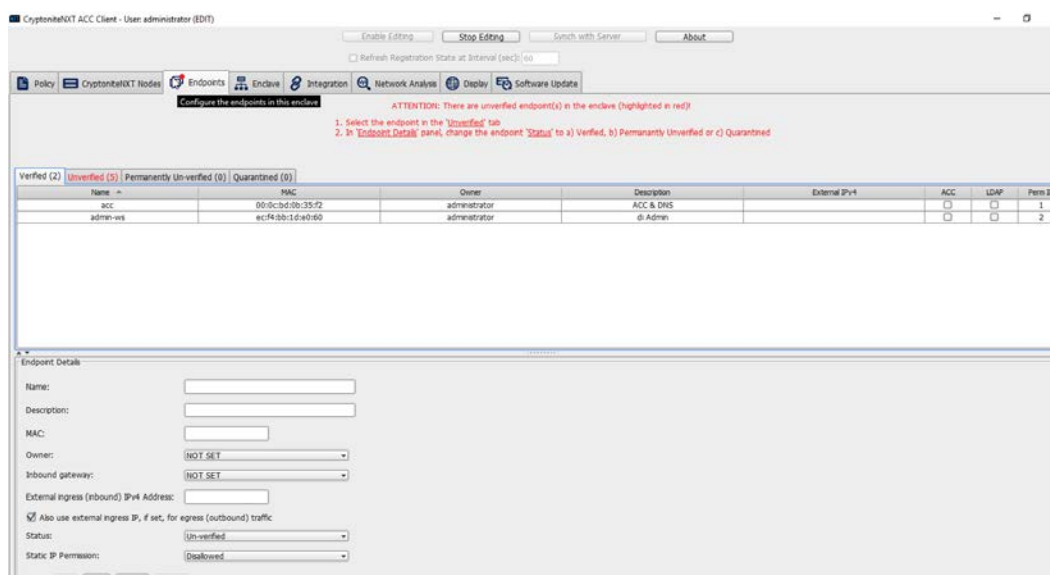 CryptoniteNXT ACC Client - User: administrator (EDIT)
Enable Editing Stop Editing Synch with Server About
Refresh Registration State at Interval (sec): 60
Policy CryptoniteNXT Nodes Endpoints Enclave Integration Network Analysis Display Software Update
Configure the endpoints in this enclave
ATTENTION: There are unverified endpoint(s) in the enclave (highlighted in red)!
1. Select the endpoint in the 'Unverified' tab
2. In 'Endpoint Details' panel, change the endpoint 'Status' to a) Verified, b) Permanantly Unverified or c) Quarantined
Verified (2) Unverified (5) Permanently Un-verified (0) Quarantined (0)
Name MAC Owner Description External IPv4 ACC LDAP Perm I
acc 00:0c:bd:0b:35:f2 administrator ACC & DNS 1
admin-ws ec:f4:bb:1d:e0:60 administrator di Admin 2
Endpoint Details
Name:
Description:
MAC:
Owner: NOT SET
Inbound gateway: NOT SET
External ingress (inbound) IPv4 Address:
Also use external ingress IP, if set, for egress (outbound) traffic
Status: Un-verified
Static IP Permission: Disallowed